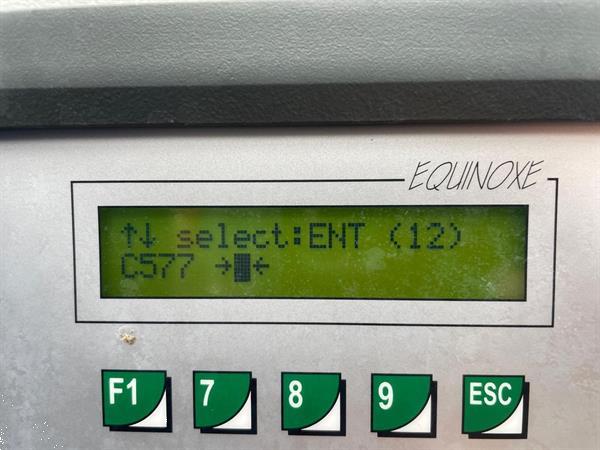 EQUINOXE
↑↓ select:ENT (12)
C577 →█←
F1 7 8 9 ESC